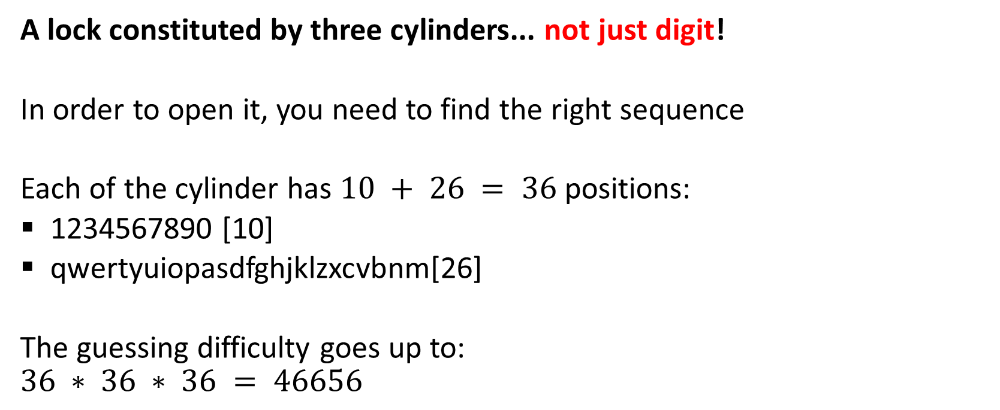 A lock constituted by three cylinders... not just digit!
In order to open it, you need to find the right sequence
Each of the cylinder has 10 + 26 = 36 positions:
▪ 1234567890 [10]
▪ qwertyuiopasdfghjklzxcvbnm[26]
The guessing difficulty goes up to:
36 ∗ 36 ∗ 36 = 46656